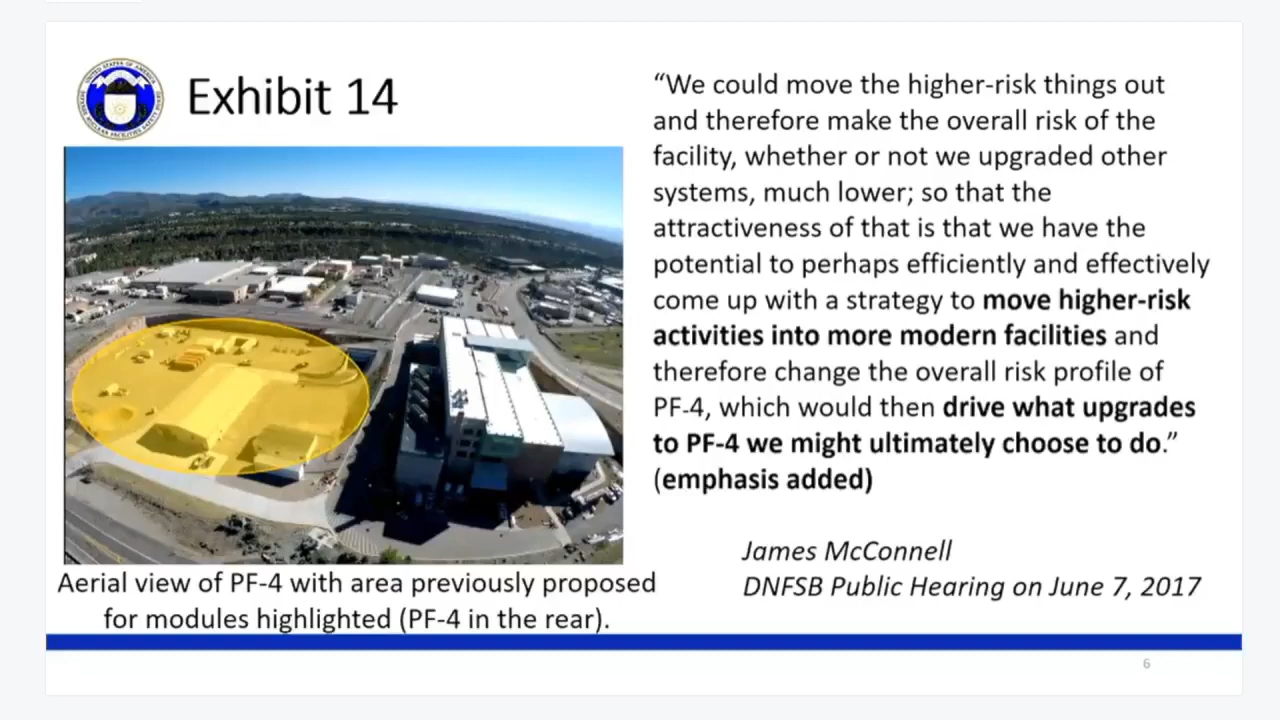 Exhibit 14
“We could move the higher-risk things out
and therefore make the overall risk of the
facility, whether or not we upgraded other
systems, much lower; so that the
attractiveness of that is that we have the
potential to perhaps efficiently and effectively
come up with a strategy to move higher-risk
activities into more modern facilities and
therefore change the overall risk profile of
PF-4, which would then drive what upgrades
to PF-4 we might ultimately choose to do.”
(emphasis added)
James McConnell
DNFSB Public Hearing on June 7, 2017
Aerial view of PF-4 with area previously proposed
for modules highlighted (PF-4 in the rear).
6